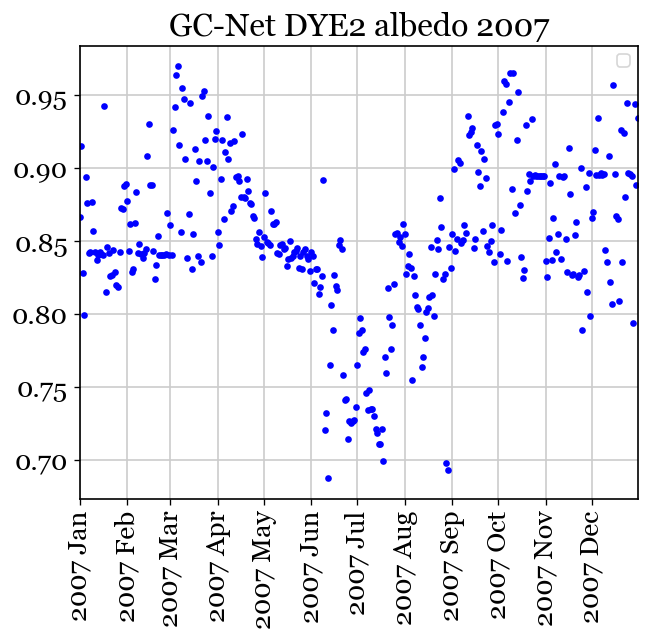 GC-Net DYE2 albedo 2007
0.95
0.90
0.85
0.80
0.75
0.70
2007 Jan
2007 Feb
2007 Mar
2007 Apr
2007 May
2007 Jun
2007 Jul
2007 Aug
2007 Sep
2007 Oct
2007 Nov
2007 Dec